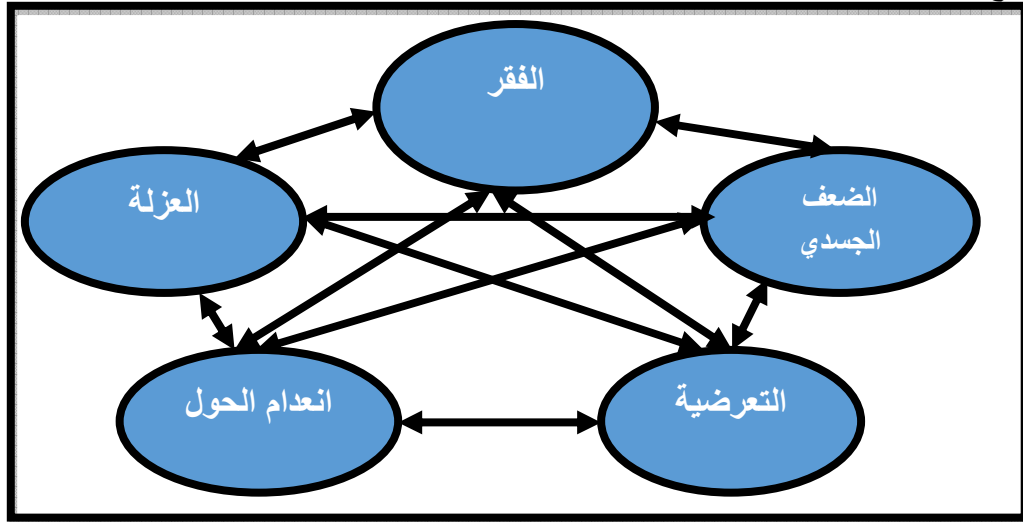 الفقر
العزلة
الضعف
الجسدي
انعدام الحول
التعرضية